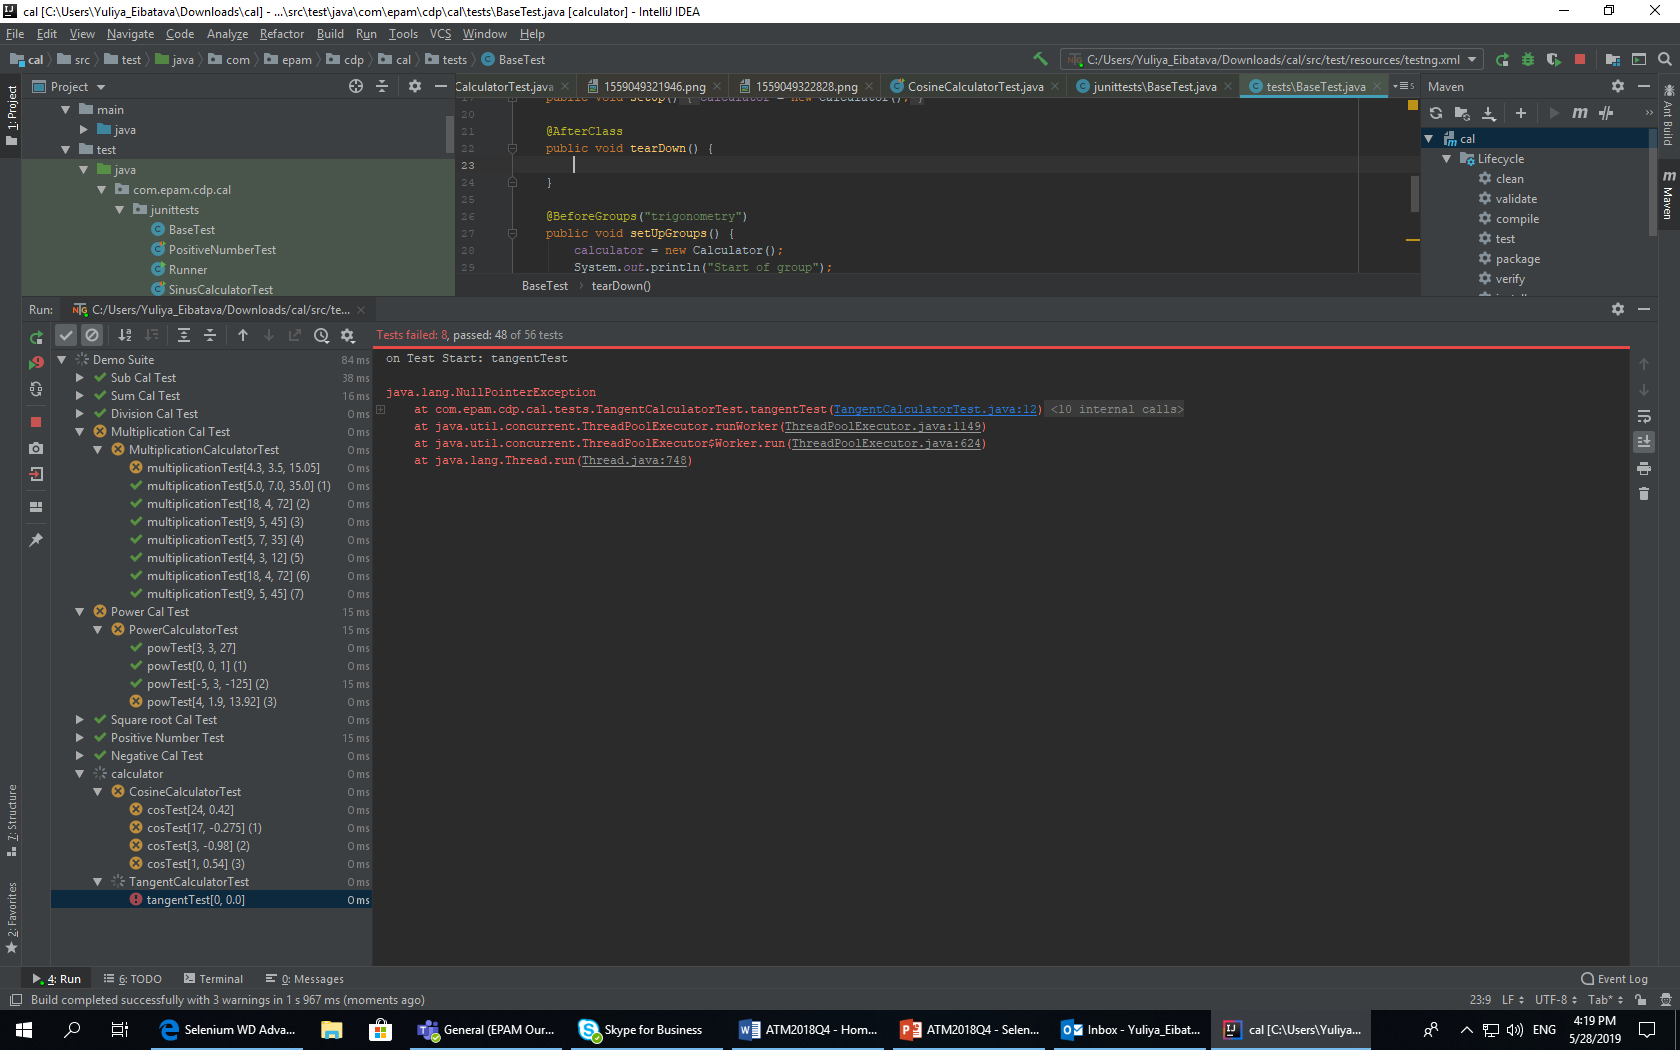 cal [C:\Users\Yuliya_Eibatava\Downloads\cal] - ...\src\test\java\com\epam\cdp\cal\tests\BaseTest.java [calculator] - IntelliJ IDEA
File Edit View Navigate Code Analyze Refactor Build Run Tools VCS Window Help
cal src test java com epam cdp cal tests BaseTest
C:/Users/Yuliya_Eibatava/Downloads/cal/src/test/resources/testng.xml
Project
CalculatorTest.java 1559049321946.png 1559049322828.png CosineCalculatorTest.java junittests\BaseTest.java tests\BaseTest.java
Maven
1: Project
main
java
test
java
com.epam.cdp.cal
junittests
BaseTest
PositiveNumberTest
Runner
SinusCalculatorTest
20
21 @AfterClass
22 public void tearDown() {
23
24 }
25
26 @BeforeGroups("trigonometry")
27 public void setUpGroups() {
28 calculator = new Calculator();
29 System.out.println("Start of group");
BaseTest tearDown()
cal
Lifecycle
clean
validate
compile
test
package
verify
Ant Build
Maven
Run: C:/Users/Yuliya_Eibatava/Downloads/cal/src/te...
Tests failed: 8, passed: 48 of 56 tests
Demo Suite 84 ms
Sub Cal Test 38 ms
Sum Cal Test 16 ms
Division Cal Test 0 ms
Multiplication Cal Test 0 ms
MultiplicationCalculatorTest 0 ms
multiplicationTest[4.3, 3.5, 15.05] 0 ms
multiplicationTest[5.0, 7.0, 35.0] (1) 0 ms
multiplicationTest[18, 4, 72] (2) 0 ms
multiplicationTest[9, 5, 45] (3) 0 ms
multiplicationTest[5, 7, 35] (4) 0 ms
multiplicationTest[4, 3, 12] (5) 0 ms
multiplicationTest[18, 4, 72] (6) 0 ms
multiplicationTest[9, 5, 45] (7) 0 ms
Power Cal Test 15 ms
PowerCalculatorTest 15 ms
powTest[3, 3, 27] 0 ms
powTest[0, 0, 1] (1) 0 ms
powTest[-5, 3, -125] (2) 15 ms
powTest[4, 1.9, 13.92] (3) 0 ms
Square root Cal Test 0 ms
Positive Number Test 15 ms
Negative Cal Test 0 ms
calculator 0 ms
CosineCalculatorTest 0 ms
cosTest[24, 0.42] 0 ms
cosTest[17, -0.275] (1) 0 ms
cosTest[3, -0.98] (2) 0 ms
cosTest[1, 0.54] (3) 0 ms
TangentCalculatorTest 0 ms
tangentTest[0, 0.0] 0 ms
on Test Start: tangentTest
java.lang.NullPointerException
at com.epam.cdp.cal.tests.TangentCalculatorTest.tangentTest(TangentCalculatorTest.java:12) <10 internal calls>
at java.util.concurrent.ThreadPoolExecutor.runWorker(ThreadPoolExecutor.java:1149)
at java.util.concurrent.ThreadPoolExecutor$Worker.run(ThreadPoolExecutor.java:624)
at java.lang.Thread.run(Thread.java:748)
7: Structure
2: Favorites
4: Run 6: TODO Terminal 0: Messages Event Log
Build completed successfully with 3 warnings in 1 s 967 ms (moments ago) 23:9 LF UTF-8 Tab*
Selenium WD Adva... General (EPAM Our... Skype for Business ATM2018Q4 - Hom... ATM2018Q4 - Selen... Inbox - Yuliya_Eibat... cal [C:\Users\Yuliya... ENG
4:19 PM
5/28/2019